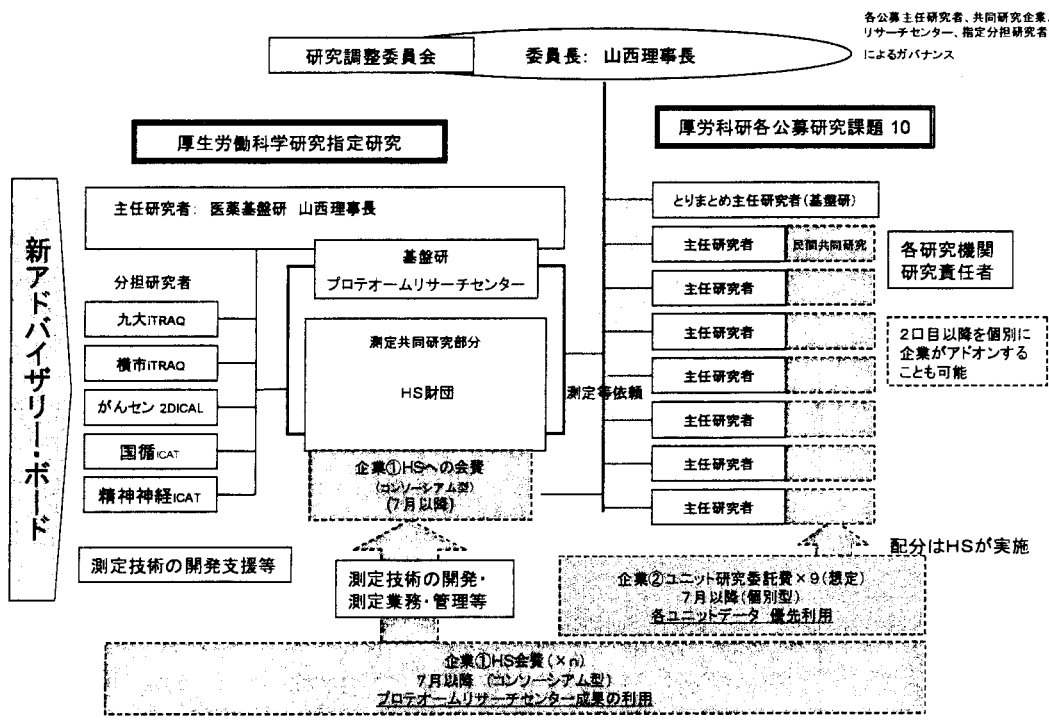 各公募主任研究者、共同研究企業、
リサーチセンター、指定分担研究者
によるガバナンス
研究調整委員会
委員長： 山西理事長
厚生労働科学研究指定研究
厚労科研各公募研究課題 10
新アドバイザリー・ボード
主任研究者： 医薬基盤研 山西理事長
基盤研
プロテオームリサーチセンター
分担研究者
九大iTRAQ
横市iTRAQ
がんセン 2DICAL
国循ICAT
精神神経ICAT
測定共同研究部分
HS財団
測定等依頼
企業①HSへの会費
(コンソーシアム型)
(7月以降)
とりまとめ主任研究者(基盤研)
主任研究者
民間共同研究
主任研究者
主任研究者
主任研究者
主任研究者
主任研究者
主任研究者
各研究機関
研究責任者
2口目以降を個別に
企業がアドオンする
ことも可能
測定技術の開発支援等
測定技術の開発・
測定業務・管理等
配分はHSが実施
企業②ユニット研究委託費×9(想定)
7月以降(個別型)
各ユニットデータ 優先利用
企業①HS会費(×n)
7月以降 (コンソーシアム型)
プロテオームリサーチセンター成果の利用